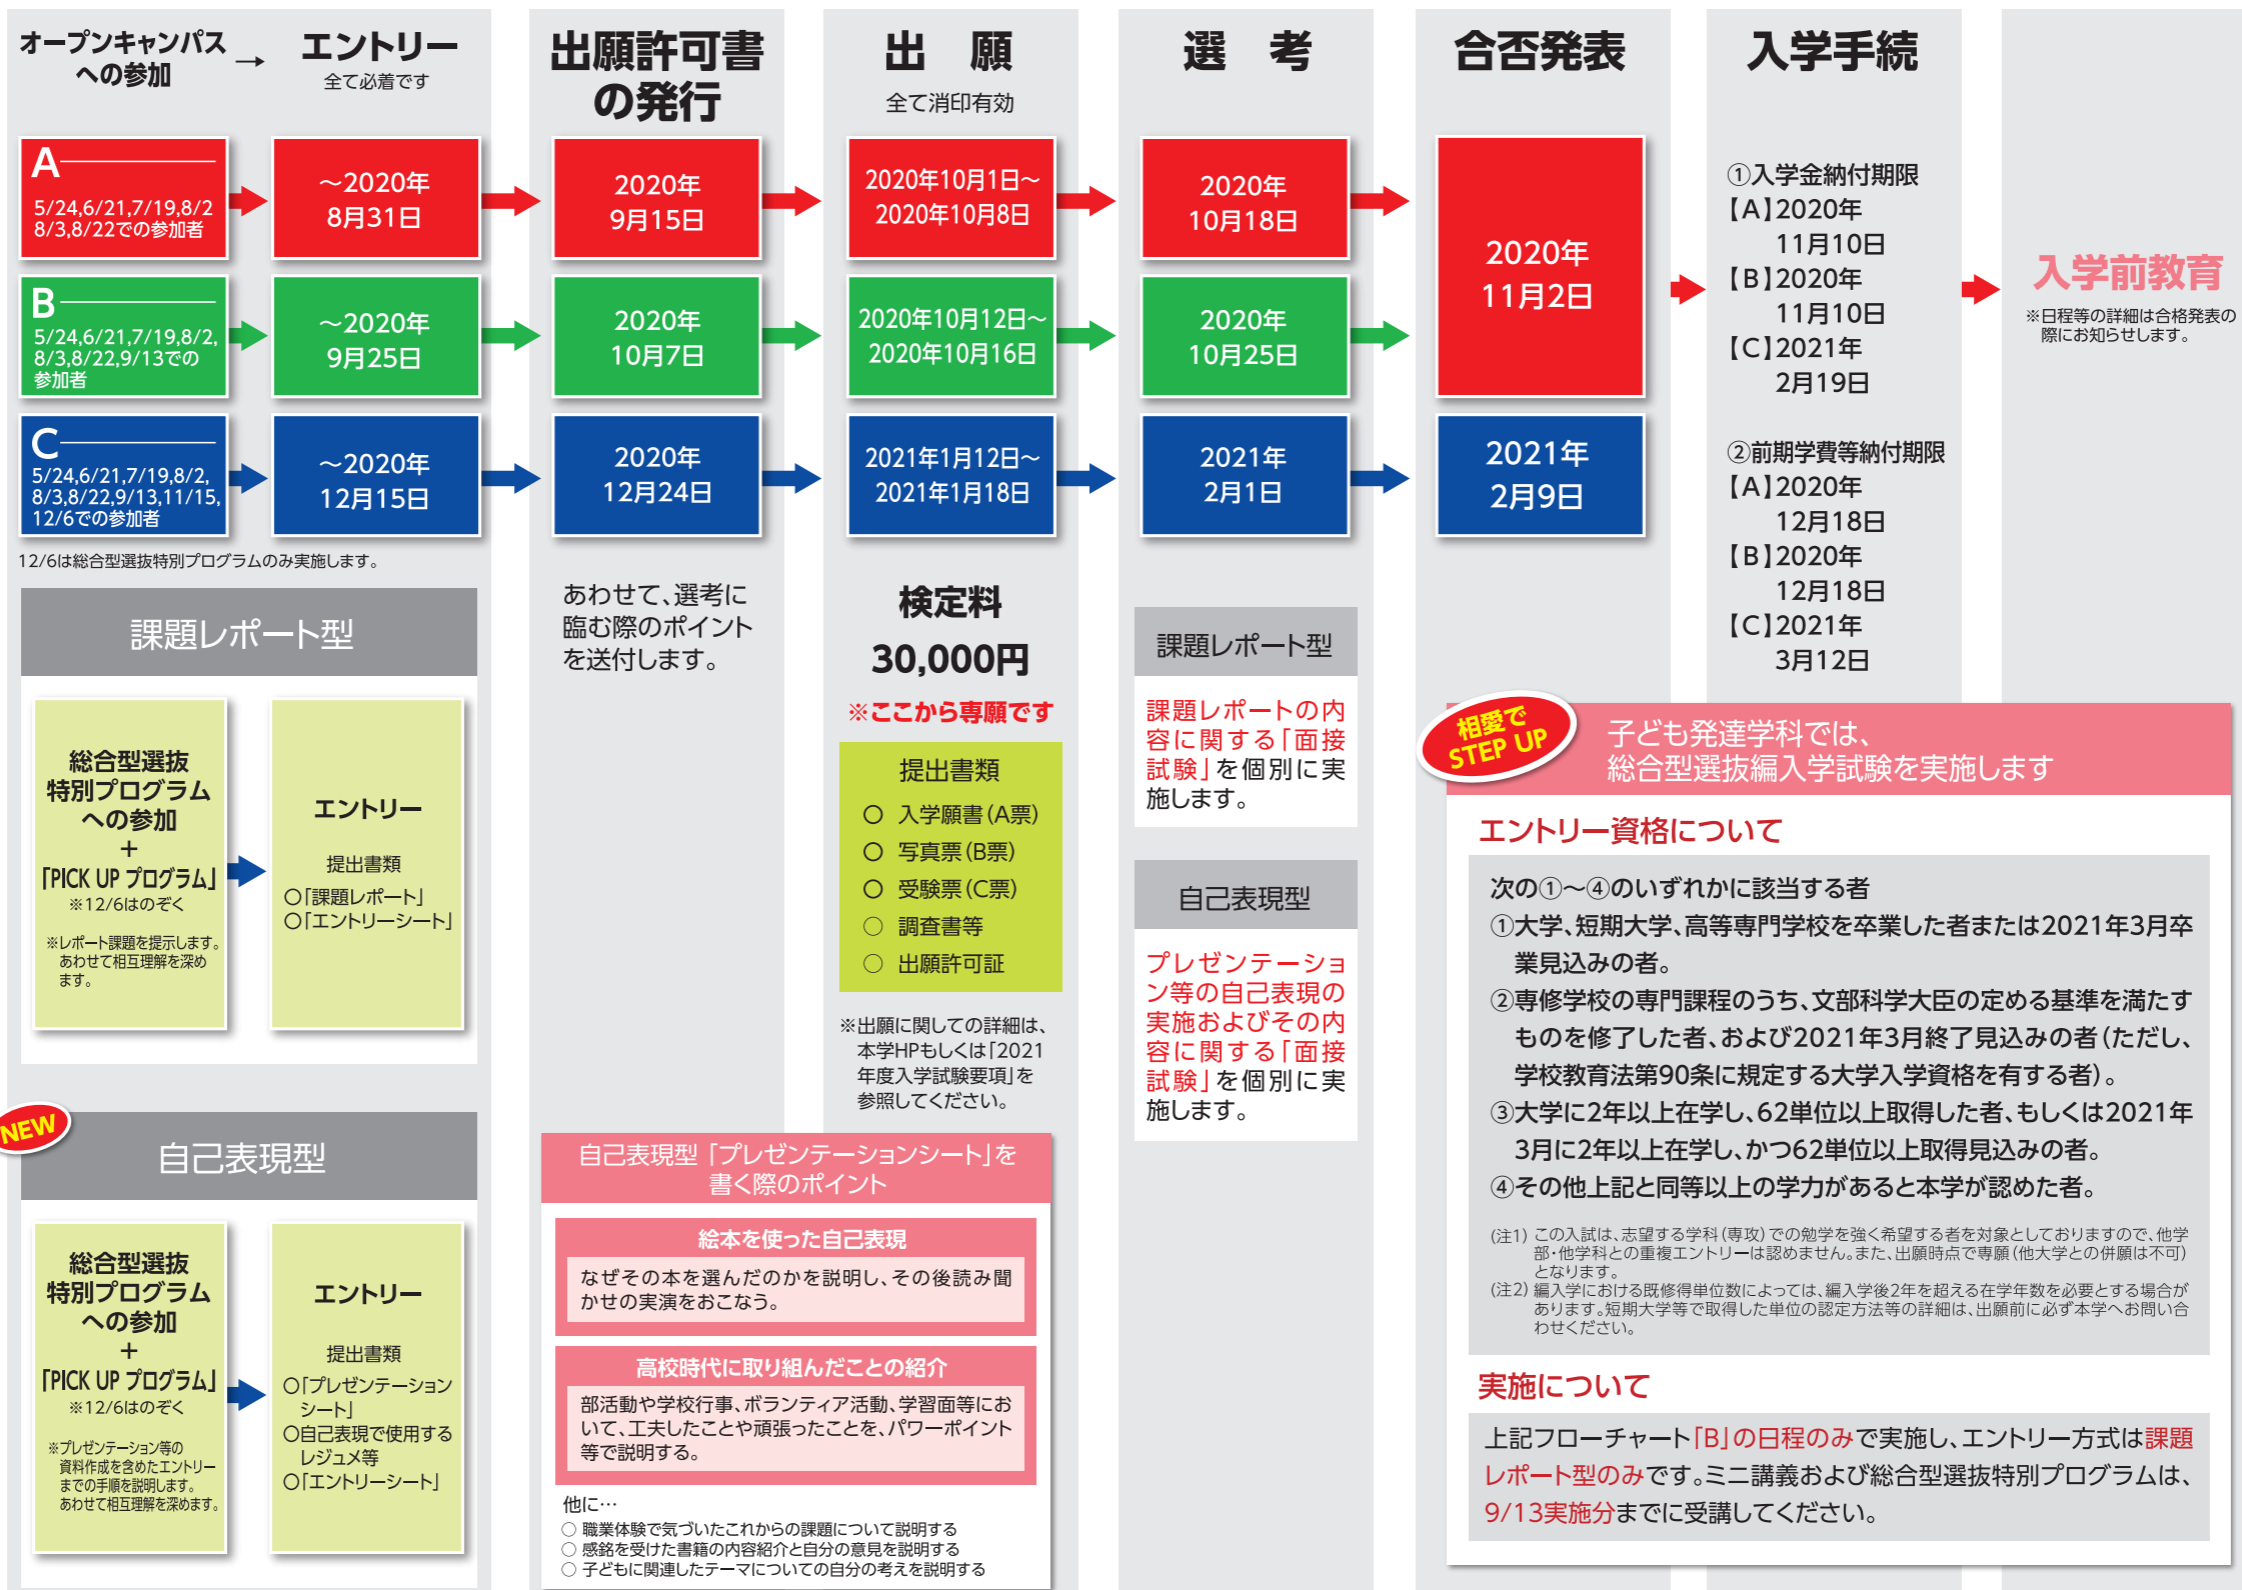 オープンキャンパス
への参加
→
エントリー
全て必着です
出願許可書
の発行
出　願
全て消印有効
選　考
合否発表
入学手続
A
5/24,6/21,7/19,8/2
8/3,8/22での参加者
～2020年
8月31日
2020年
9月15日
2020年10月1日～
2020年10月8日
2020年
10月18日
2020年
11月2日
B
5/24,6/21,7/19,8/2,
8/3,8/22,9/13での
参加者
～2020年
9月25日
2020年
10月7日
2020年10月12日～
2020年10月16日
2020年
10月25日
C
5/24,6/21,7/19,8/2,
8/3,8/22,9/13,11/15,
12/6での参加者
～2020年
12月15日
2020年
12月24日
2021年1月12日～
2021年1月18日
2021年
2月1日
2021年
2月9日
①入学金納付期限
【A】2020年
11月10日
【B】2020年
11月10日
【C】2021年
2月19日
②前期学費等納付期限
【A】2020年
12月18日
【B】2020年
12月18日
【C】2021年
3月12日
入学前教育
※日程等の詳細は合格発表の
際にお知らせします。
12/6は総合型選抜特別プログラムのみ実施します。
課題レポート型
総合型選抜
特別プログラム
への参加
＋
「PICK UP プログラム」
※12/6はのぞく
※レポート課題を提示します。
あわせて相互理解を深め
ます。
エントリー
提出書類
○「課題レポート」
○「エントリーシート」
NEW
自己表現型
総合型選抜
特別プログラム
への参加
＋
「PICK UP プログラム」
※12/6はのぞく
※プレゼンテーション等の
資料作成を含めたエントリー
までの手順を説明します。
あわせて相互理解を深めます。
エントリー
提出書類
○「プレゼンテーション
シート」
○自己表現で使用する
レジュメ等
○「エントリーシート」
あわせて、選考に
臨む際のポイント
を送付します。
検定料
30,000円
※ここから専願です
提出書類
○ 入学願書（A票）
○ 写真票（B票）
○ 受験票（C票）
○ 調査書等
○ 出願許可証
※出願に関しての詳細は、
本学HPもしくは「2021
年度入学試験要項」を
参照してください。
自己表現型「プレゼンテーションシート」を
書く際のポイント
絵本を使った自己表現
なぜその本を選んだのかを説明し、その後読み聞
かせの実演をおこなう。
高校時代に取り組んだことの紹介
部活動や学校行事、ボランティア活動、学習面等にお
いて、工夫したことや頑張ったことを、パワーポイント
等で説明する。
他に…
○ 職業体験で気づいたこれからの課題について説明する
○ 感銘を受けた書籍の内容紹介と自分の意見を説明する
○ 子どもに関連したテーマについての自分の考えを説明する
課題レポート型
課題レポートの内
容に関する「面接
試験」を個別に実
施します。
自己表現型
プレゼンテーショ
ン等の自己表現の
実施およびその内
容に関する「面接
試験」を個別に実
施します。
相愛で
STEP UP
子ども発達学科では、
総合型選抜編入学試験を実施します
エントリー資格について
次の①～④のいずれかに該当する者
①大学、短期大学、高等専門学校を卒業した者または2021年3月卒
業見込みの者。
②専修学校の専門課程のうち、文部科学大臣の定める基準を満たす
ものを修了した者、および2021年3月終了見込みの者（ただし、
学校教育法第90条に規定する大学入学資格を有する者）。
③大学に2年以上在学し、62単位以上取得した者、もしくは2021年
3月に2年以上在学し、かつ62単位以上取得見込みの者。
④その他上記と同等以上の学力があると本学が認めた者。
（注1）この入試は、志望する学科（専攻）での勉学を強く希望する者を対象としておりますので、他学
部・他学科との重複エントリーは認めません。また、出願時点で専願（他大学との併願は不可）
となります。
（注2）編入学における既修得単位数によっては、編入学後2年を超える在学年数を必要とする場合が
あります。短期大学等で取得した単位の認定方法等の詳細は、出願前に必ず本学へお問い合
わせください。
実施について
上記フローチャート「B」の日程のみで実施し、エントリー方式は課題
レポート型のみです。ミニ講義および総合型選抜特別プログラムは、
9/13実施分までに受講してください。